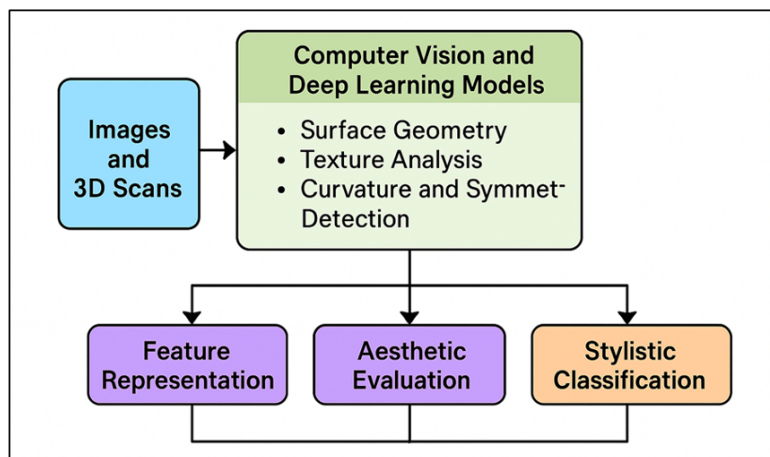 Images
and
3D Scans
Computer Vision and
Deep Learning Models
• Surface Geometry
• Texture Analysis
• Curvature and Symmet-
Detection
Feature
Representation
Aesthetic
Evaluation
Stylistic
Classification